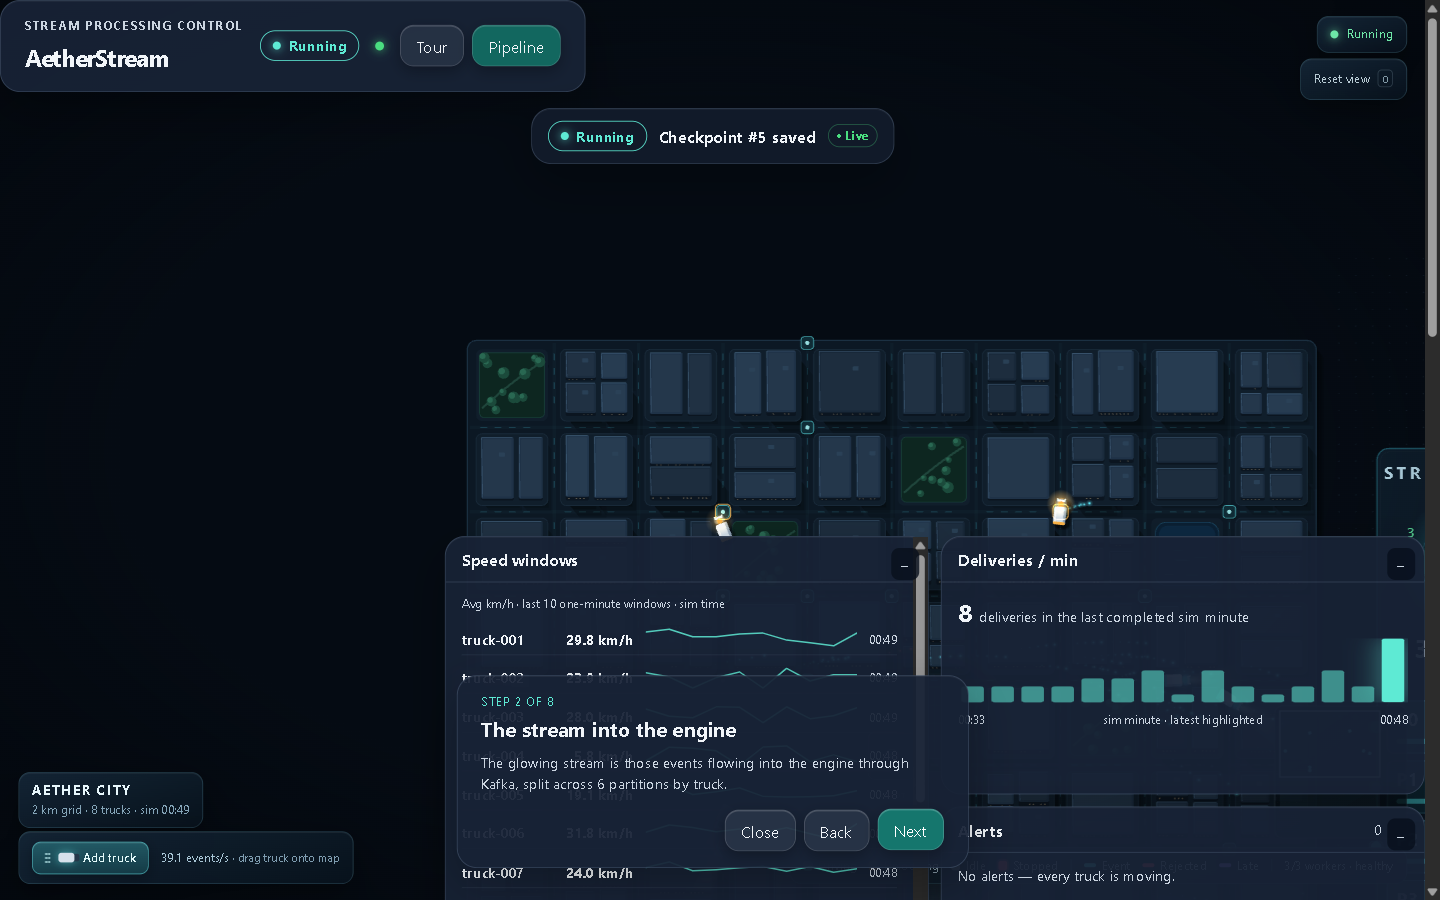 STREAM PROCESSING CONTROL
AetherStream
Running
Tour
Pipeline
Running
Reset view 0
Running
Checkpoint #5 saved
• Live
STR
3
Speed windows
–
Avg km/h · last 10 one-minute windows · sim time
truck-001 29.8 km/h 00:49
truck-007 24.0 km/h 00:48
STEP 2 OF 8
The stream into the engine
The glowing stream is those events flowing into the engine through
Kafka, split across 6 partitions by truck.
Close
Back
Next
Deliveries / min
–
8 deliveries in the last completed sim minute
sim minute · latest highlighted
00:48
Alerts
0
–
No alerts — every truck is moving.
AETHER CITY
2 km grid · 8 trucks · sim 00:49
Add truck
39.1 events/s · drag truck onto map